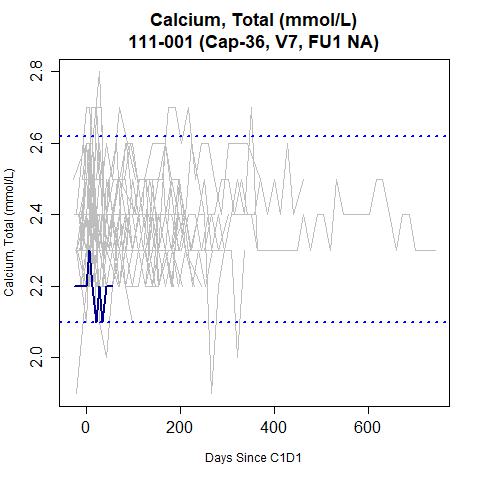 Calcium, Total (mmol/L)
111-001 (Cap-36, V7, FU1 NA)
Calcium, Total (mmol/L)
2.8
2.6
2.4
2.2
2.0
0
200
400
600
Days Since C1D1